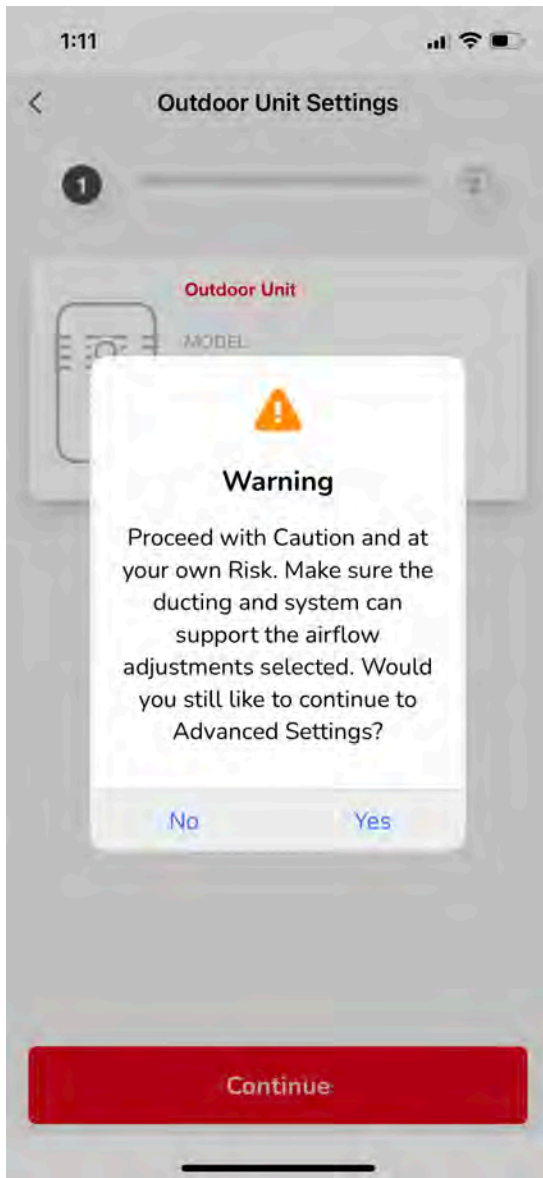 1:11
Outdoor Unit Settings
1
2
Outdoor Unit
MODEL
Warning
Proceed with Caution and at
your own Risk. Make sure the
ducting and system can
support the airflow
adjustments selected. Would
you still like to continue to
Advanced Settings?
No Yes
Continue